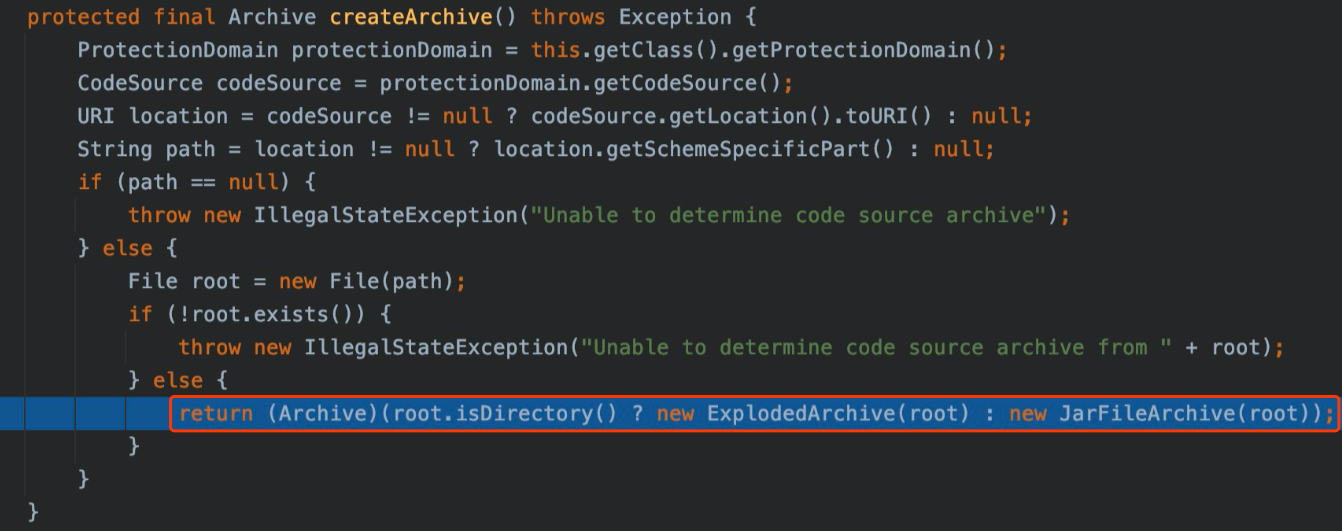 protected final Archive createArchive() throws Exception {
    ProtectionDomain protectionDomain = this.getClass().getProtectionDomain();
    CodeSource codeSource = protectionDomain.getCodeSource();
    URI location = codeSource != null ? codeSource.getLocation().toURI() : null;
    String path = location != null ? location.getSchemeSpecificPart() : null;
    if (path == null) {
        throw new IllegalStateException("Unable to determine code source archive");
    } else {
        File root = new File(path);
        if (!root.exists()) {
            throw new IllegalStateException("Unable to determine code source archive from " + root);
        } else {
            return (Archive)(root.isDirectory() ? new ExplodedArchive(root) : new JarFileArchive(root));
        }
    }
}